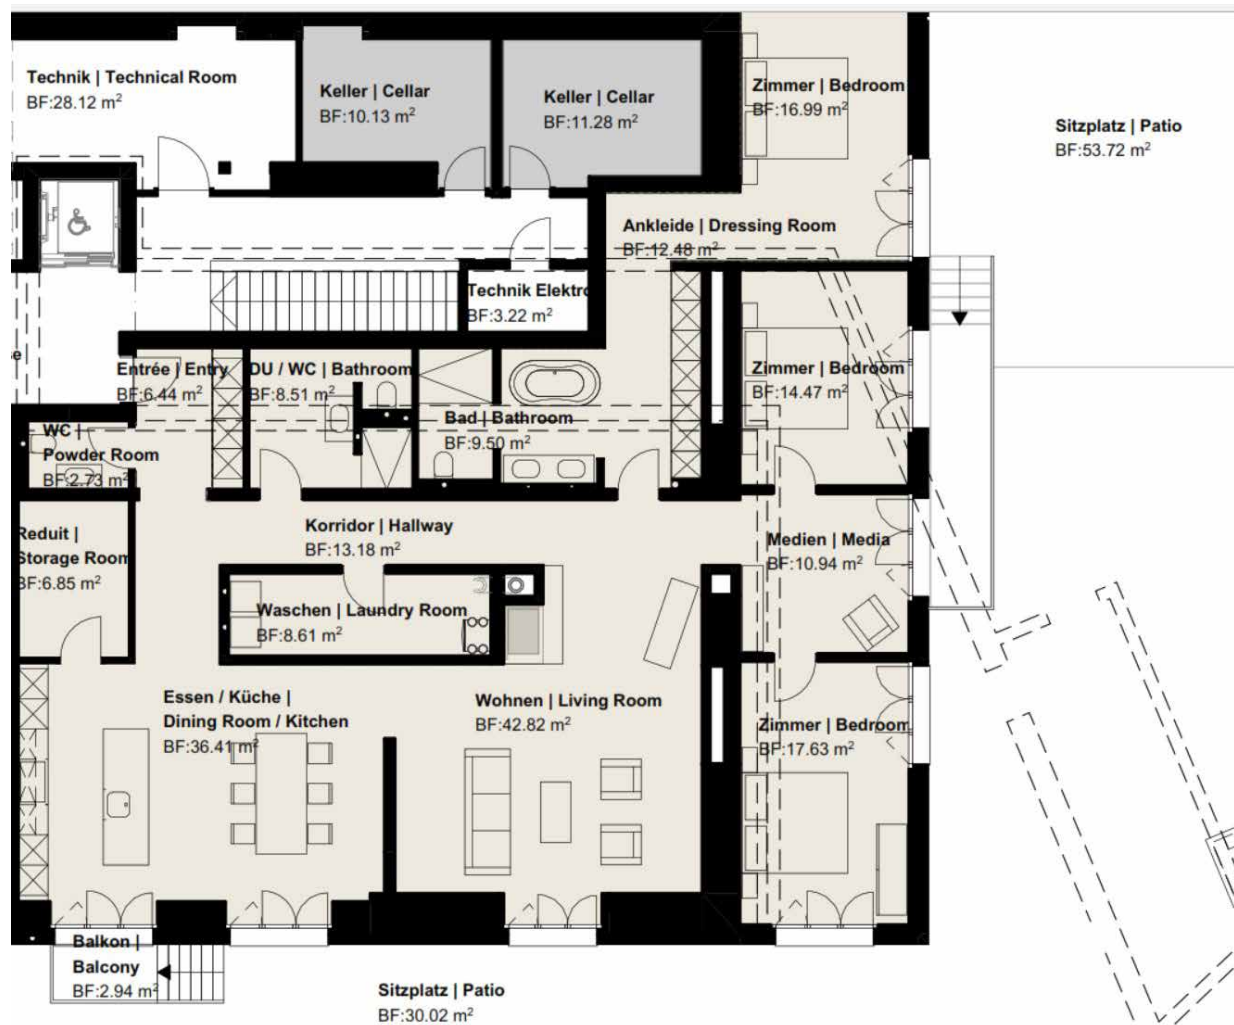 Technik | Technical Room
BF:28.12 m²
Keller | Cellar
BF:10.13 m²
Keller | Cellar
BF:11.28 m²
Zimmer | Bedroom
BF:16.99 m²
Sitzplatz | Patio
BF:53.72 m²
Ankleide | Dressing Room
BF:12.48 m²
Technik Elektro
BF:3.22 m²
Entrée | Entry
BF:6.44 m²
DU / WC | Bathroom
BF:8.51 m²
Zimmer | Bedroom
BF:14.47 m²
Bad | Bathroom
BF:9.50 m²
WC |
Powder Room
BF:2.73 m²
Reduit |
Storage Room
BF:6.85 m²
Korridor | Hallway
BF:13.18 m²
Medien | Media
BF:10.94 m²
Waschen | Laundry Room
BF:8.61 m²
Essen / Küche |
Dining Room / Kitchen
BF:36.41 m²
Wohnen | Living Room
BF:42.82 m²
Zimmer | Bedroom
BF:17.63 m²
Balkon |
Balcony
BF:2.94 m²
Sitzplatz | Patio
BF:30.02 m²